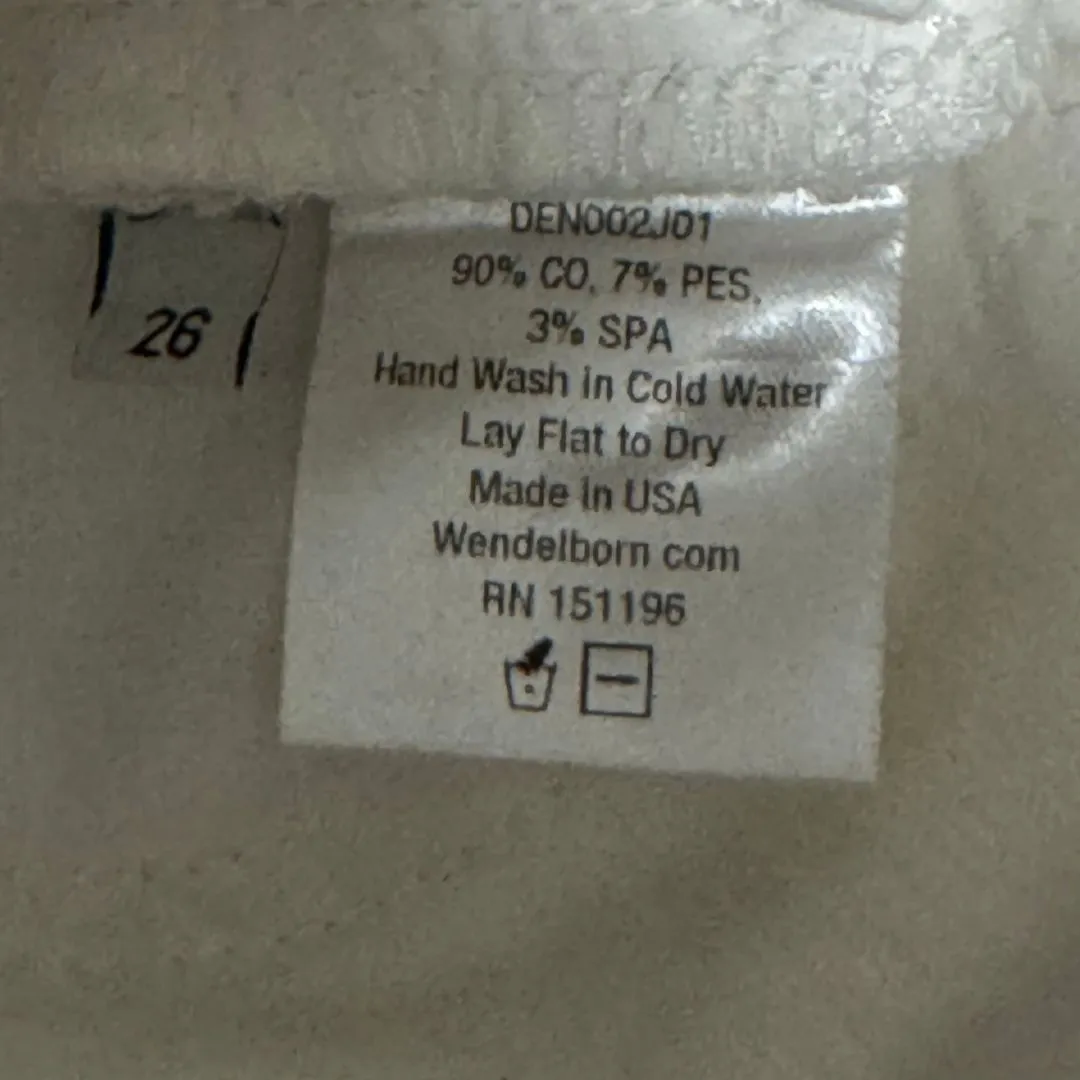 26
DEN002J01
90% CO, 7% PES,
3% SPA
Hand Wash in Cold Water
Lay Flat to Dry
Made in USA
Wendelborn com
RN 151196